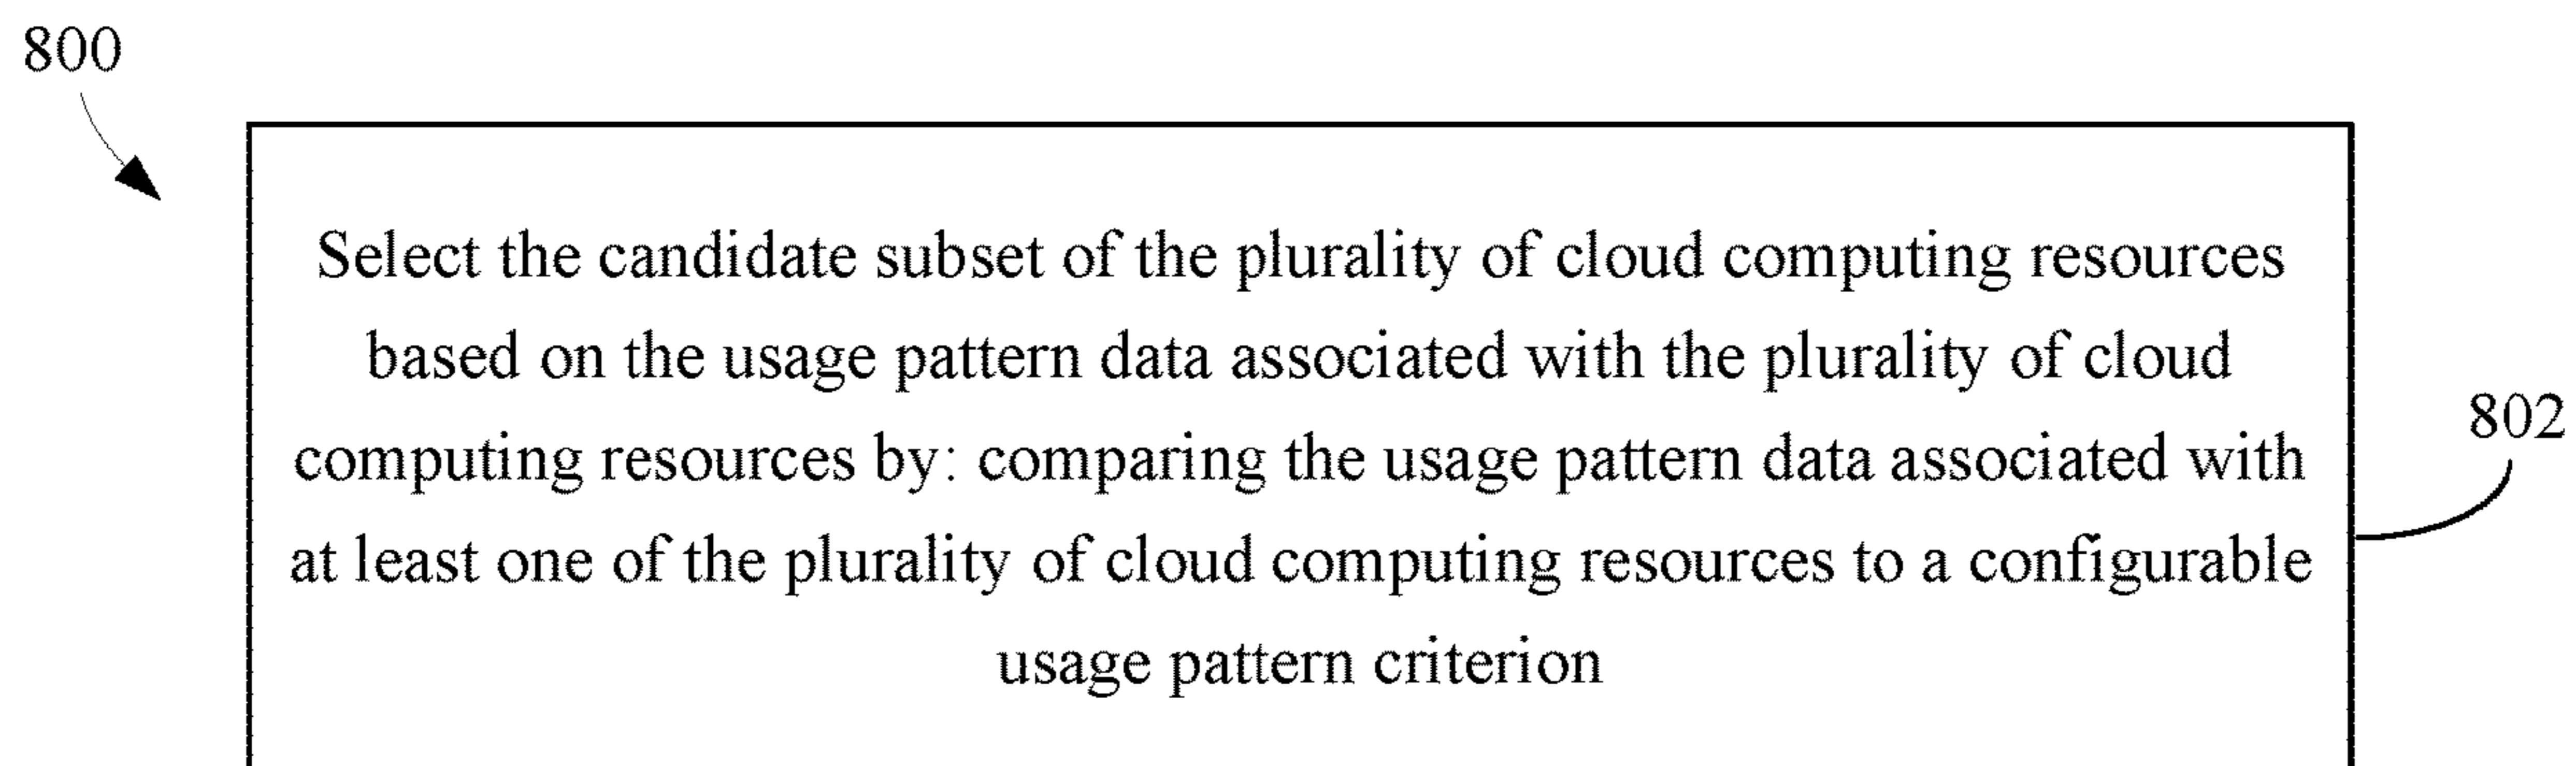 800
Select the candidate subset of the plurality of cloud computing resources
based on the usage pattern data associated with the plurality of cloud
computing resources by: comparing the usage pattern data associated with
at least one of the plurality of cloud computing resources to a configurable
usage pattern criterion
802